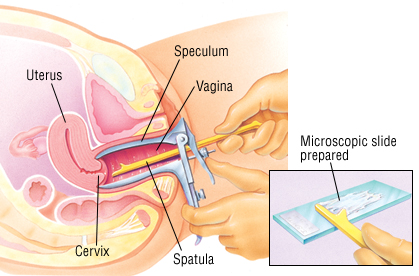 Speculum
Uterus
Vagina
Microscopic slide
prepared
Cervix
Spatula